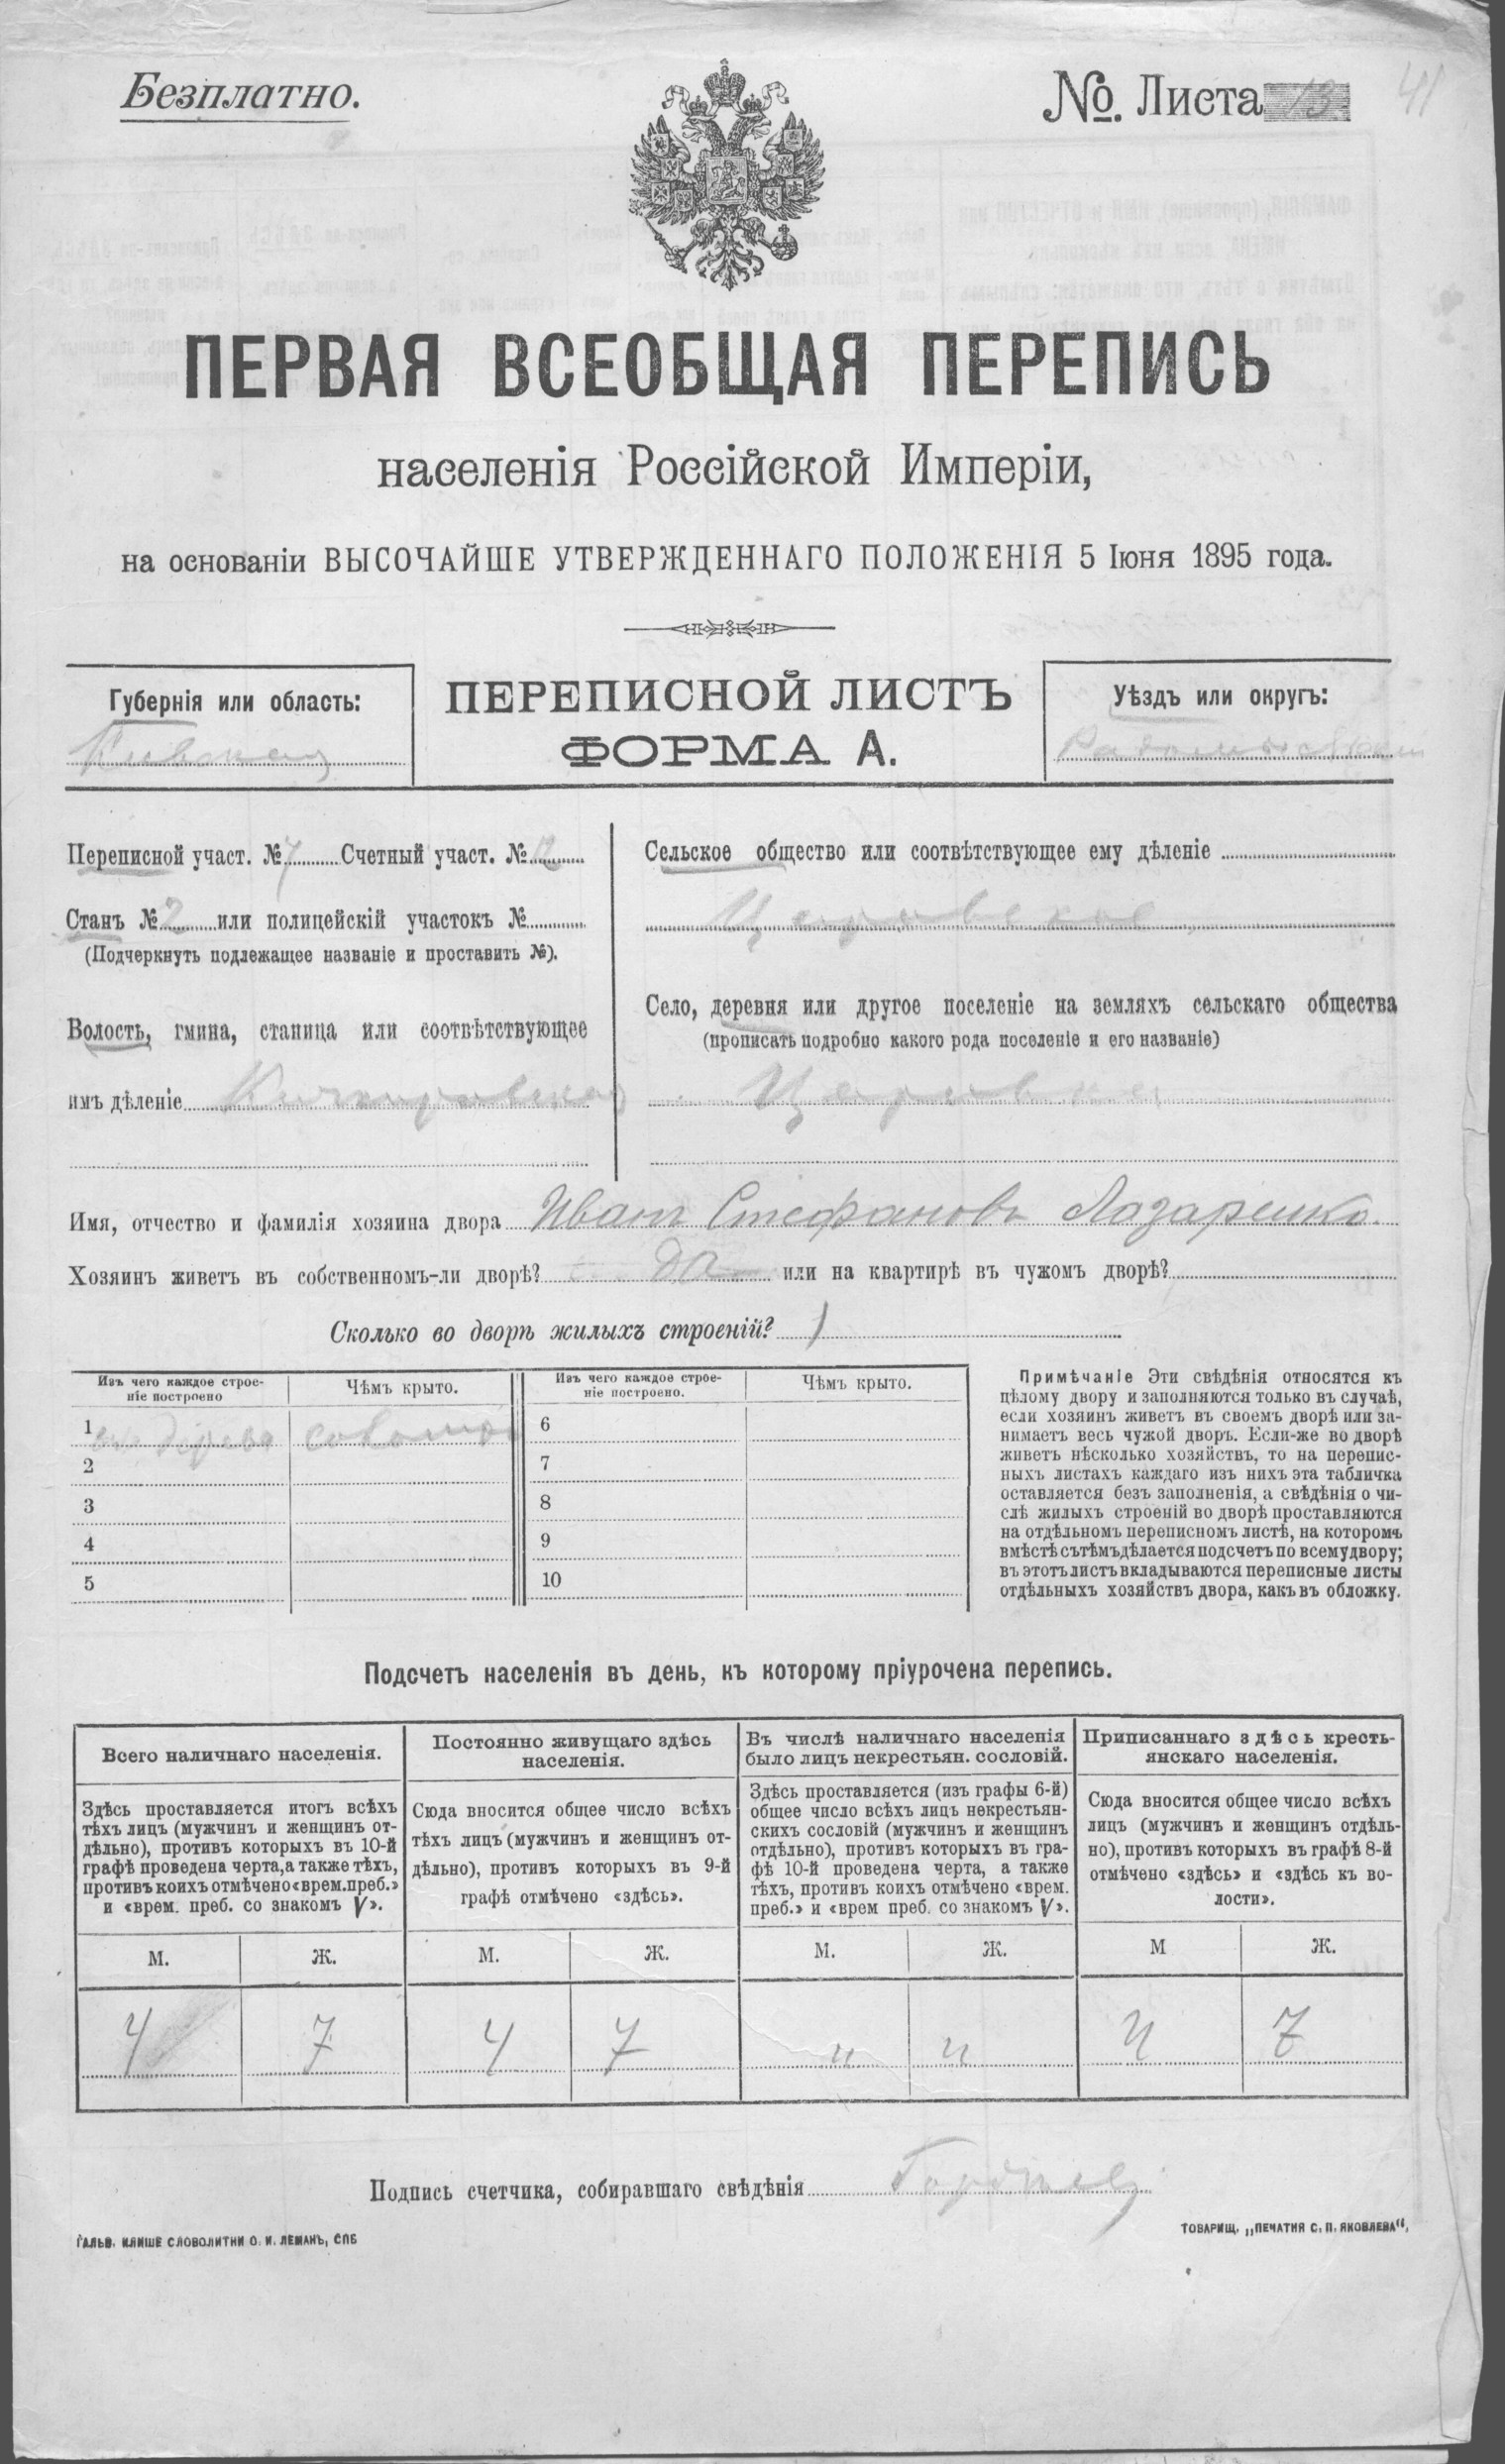 Безплатно.
№. Листа 13
41
ПЕРВАЯ ВСЕОБЩАЯ ПЕРЕПИСЬ
населенія Россійской Имперіи,
на основаніи ВЫСОЧАЙШЕ УТВЕРЖДЕННАГО ПОЛОЖЕНІЯ 5 Іюня 1895 года.
Губернія или область:
Киевская
ПЕРЕПИСНОЙ ЛИСТЪ
ФОРМА А.
Уѣздъ или округъ:
Радомысльский
Переписной участ. № 7 Счетный участ. № 12
Станъ № 2 или полицейскій участокъ №
(Подчеркнуть подлежащее названіе и проставить №).
Волость, гмина, станица или соотвѣтствующее
имъ дѣленіе Кичкировская
Сельское общество или соотвѣтствующее ему дѣленіе
Село, деревня или другое поселеніе на земляхъ сельскаго общества
(прописать подробно какого рода поселеніе и его названіе)
Имя, отчество и фамилія хозяина двора Иванъ Стефановъ Лазаренко
Хозяинъ живетъ въ собственномъ-ли дворѣ? да или на квартирѣ въ чужомъ дворѣ?
Сколько во дворѣ жилыхъ строеній? 1
Изъ чего каждое строе-
ніе построено
Чѣмъ крыто.
Изъ чего каждое строе-
ніе построено.
Чѣмъ крыто.
1 изъ дерева соломою
2
3
4
5
6
7
8
9
10
Примѣчаніе Эти свѣдѣнія относятся къ
цѣлому двору и заполняются только въ случаѣ,
если хозяинъ живетъ въ своемъ дворѣ или за-
нимаетъ весь чужой дворъ. Если-же во дворѣ
живетъ нѣсколько хозяйствъ, то на перепис-
ныхъ листахъ каждаго изъ нихъ эта табличка
оставляется безъ заполненія, а свѣдѣнія о чи-
слѣ жилыхъ строеній во дворѣ проставляются
на отдѣльномъ переписномъ листѣ, на которомъ
вмѣстѣ съ тѣмъ дѣлается подсчетъ по всему двору;
въ этотъ листъ вкладываются переписные листы
отдѣльныхъ хозяйствъ двора, какъ въ обложку.
Подсчетъ населенія въ день, къ которому пріурочена перепись.
Всего наличнаго населенія.
Здѣсь проставляется итогъ всѣхъ
тѣхъ лицъ (мужчинъ и женщинъ от-
дѣльно), противъ которыхъ въ 10-й
графѣ проведена черта, а также тѣхъ,
противъ коихъ отмѣчено «врем. преб.»
и «врем. преб. со знакомъ V».
М. Ж.
4 7
Постоянно живущаго здѣсь
населенія.
Сюда вносится общее число всѣхъ
тѣхъ лицъ (мужчинъ и женщинъ от-
дѣльно), противъ которыхъ въ 9-й
графѣ отмѣчено «здѣсь».
М. Ж.
4 7
Въ числѣ наличнаго населенія
было лицъ некрестьян. сословій.
Здѣсь проставляется (изъ графы 6-й)
общее число всѣхъ лицъ некрестьян-
скихъ сословій (мужчинъ и женщинъ
отдѣльно), противъ которыхъ въ гра-
фѣ 10-й проведена черта, а также
тѣхъ, противъ коихъ отмѣчено «врем.
преб.» и «врем преб. со знакомъ V».
М. Ж.
" "
Приписаннаго здѣсь кресть-
янскаго населенія.
Сюда вносится общее число всѣхъ
лицъ (мужчинъ и женщинъ отдѣль-
но), противъ которыхъ въ графѣ 8-й
отмѣчено «здѣсь» и «здѣсь къ во-
лости».
М Ж.
4 7
Подпись счетчика, собиравшаго свѣдѣнія
ГАЛЬВ. КЛИШЕ СЛОВОЛИТНИ О. И. ЛЕМАНЪ, СПБ
ТОВАРИЩ. „ПЕЧАТНЯ С. П. ЯКОВЛЕВА“,